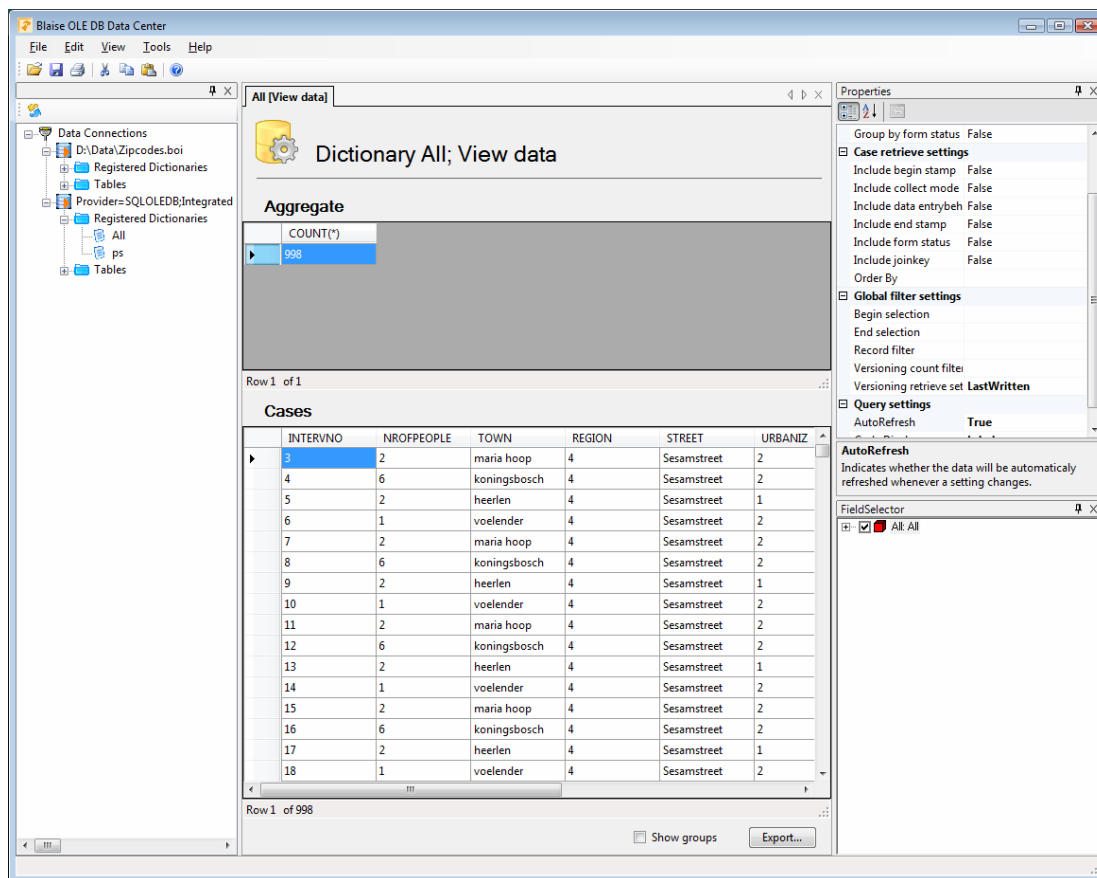 Blaise OLE DB Data Center
File Edit View Tools Help
Data Connections
D:\Data\Zipcodes.boi
Registered Dictionaries
Tables
Provider=SQLOLEDB;Integrated
Registered Dictionaries
All
ps
Tables
All [View data]
Dictionary All; View data
Aggregate
COUNT(*)
998
Row 1 of 1
Cases
INTERVNO NROFPEOPLE TOWN REGION STREET URBANIZ
3 2 maria hoop 4 Sesamstreet 2
4 6 koningsbosch 4 Sesamstreet 2
5 2 heerlen 4 Sesamstreet 1
6 1 voelender 4 Sesamstreet 2
7 2 maria hoop 4 Sesamstreet 2
8 6 koningsbosch 4 Sesamstreet 2
9 2 heerlen 4 Sesamstreet 1
10 1 voelender 4 Sesamstreet 2
11 2 maria hoop 4 Sesamstreet 2
12 6 koningsbosch 4 Sesamstreet 2
13 2 heerlen 4 Sesamstreet 1
14 1 voelender 4 Sesamstreet 2
15 2 maria hoop 4 Sesamstreet 2
16 6 koningsbosch 4 Sesamstreet 2
17 2 heerlen 4 Sesamstreet 1
18 1 voelender 4 Sesamstreet 2
Row 1 of 998
Show groups Export...
Properties
Group by form status False
Case retrieve settings
Include begin stamp False
Include collect mode False
Include data entrybeh False
Include end stamp False
Include form status False
Include joinkey False
Order By
Global filter settings
Begin selection
End selection
Record filter
Versioning count filter
Versioning retrieve set LastWritten
Query settings
AutoRefresh True
AutoRefresh
Indicates whether the data will be automaticaly
refreshed whenever a setting changes.
FieldSelector
All: All